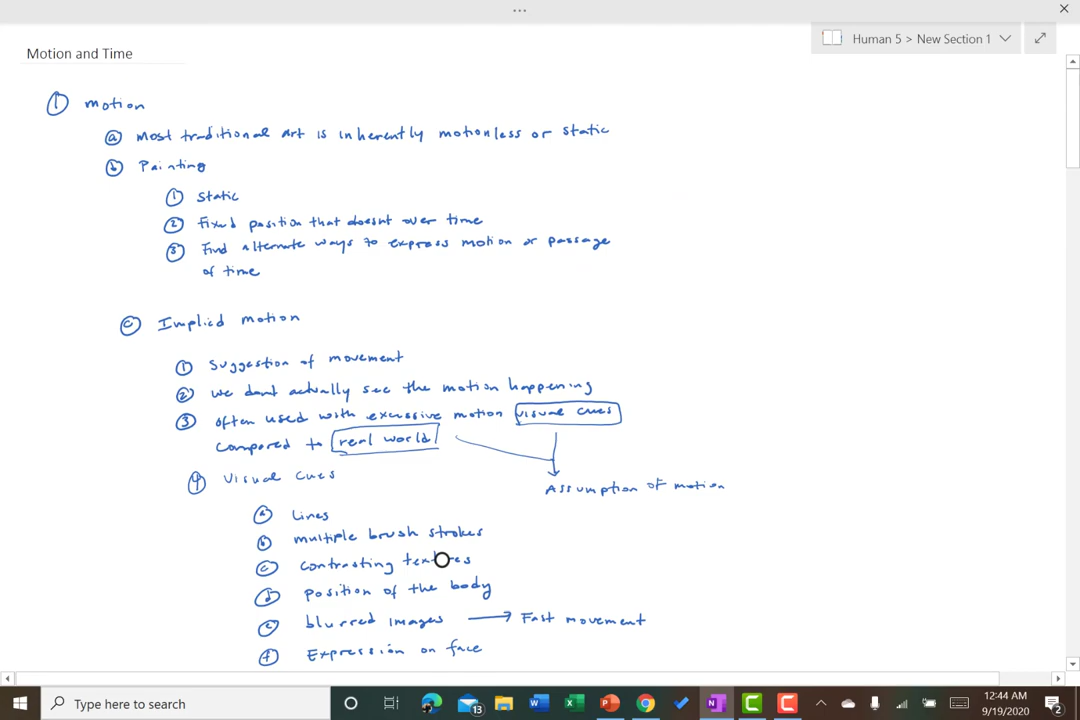 Human 5 > New Section 1
Motion and Time
① Motion
ⓐ Most traditional art is inherently motionless or static
ⓑ Painting
① Static
② Fixed position that doesnt over time
③ Find alternate ways to express motion or passage
of time
ⓒ Implied motion
① Suggestion of movement
② We dont actually see the motion happening
③ Often used with excessive motion visual cues
compared to real world
Assumption of motion
④ Visual cues
ⓐ Lines
ⓑ multiple brush strokes
ⓒ contrasting textures
ⓓ position of the body
ⓔ blurred images → Fast movement
ⓕ Expression on face
Type here to search
13
12:44 AM
9/19/2020
2